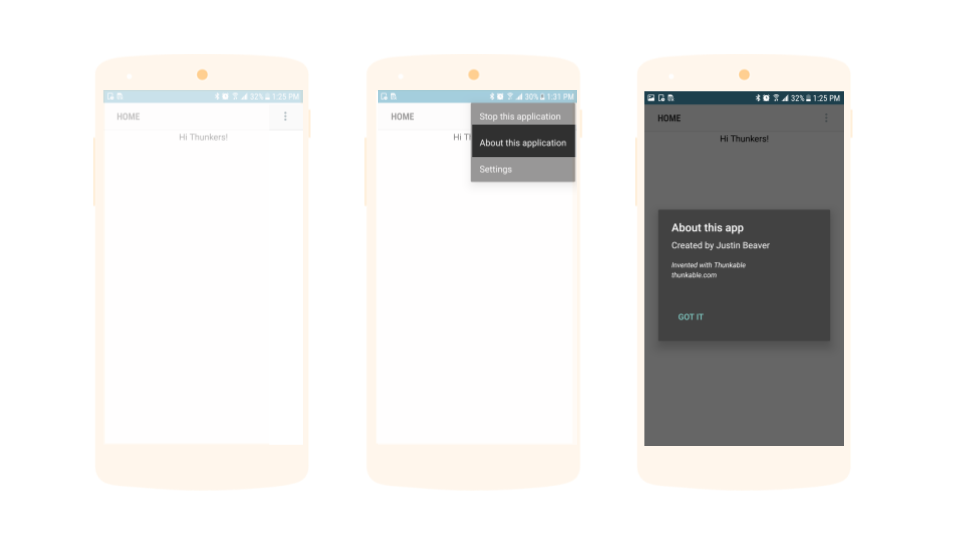 32% 1:25 PM
HOME
Hi Thunkers!
30% 1:31 PM
HOME
Stop this application
Hi T
About this application
Settings
32% 1:25 PM
HOME
Hi Thunkers!
About this app
Created by Justin Beaver
Invented with Thunkable
thunkable.com
GOT IT